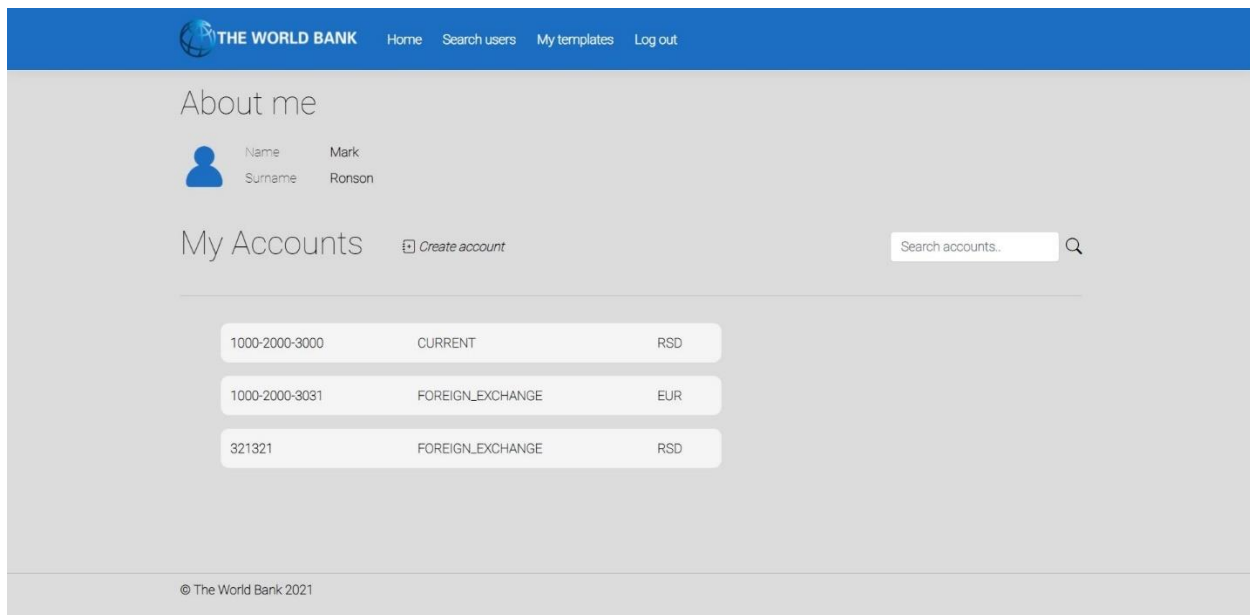 THE WORLD BANK Home Search users My templates Log out
About me
Name Mark
Surname Ronson
My Accounts Create account Search accounts..
1000-2000-3000 CURRENT RSD
1000-2000-3031 FOREIGN_EXCHANGE EUR
321321 FOREIGN_EXCHANGE RSD
© The World Bank 2021